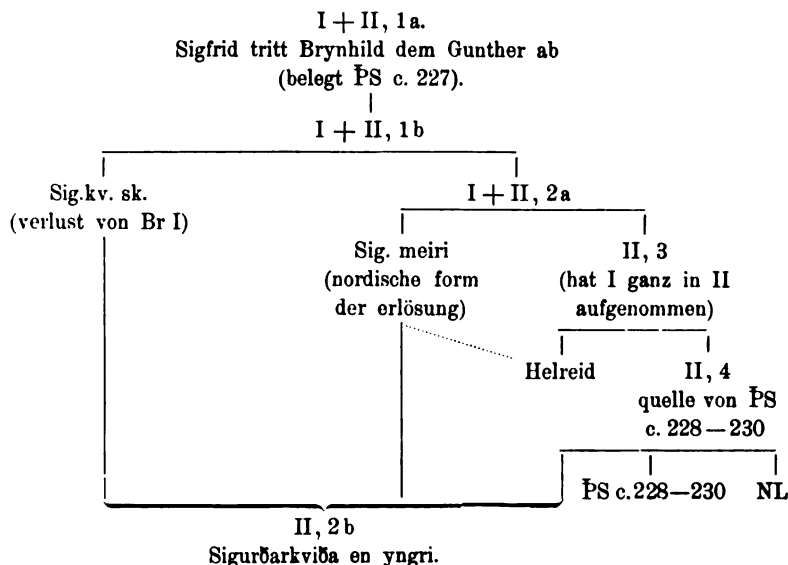 I + II, 1a.
Sigfrid tritt Brynhild dem Gunther ab
(belegt ÞS c. 227).
I + II, 1b
Sig.kv. sk.
(verlust von Br I)
I + II, 2a
Sig. meiri
(nordische form
der erlösung)
II, 3
(hat I ganz in II
aufgenommen)
Helreid
II, 4
quelle von ÞS
c. 228—230
ÞS c. 228—230 NL
II, 2b
Sigurðarkviða en yngri.